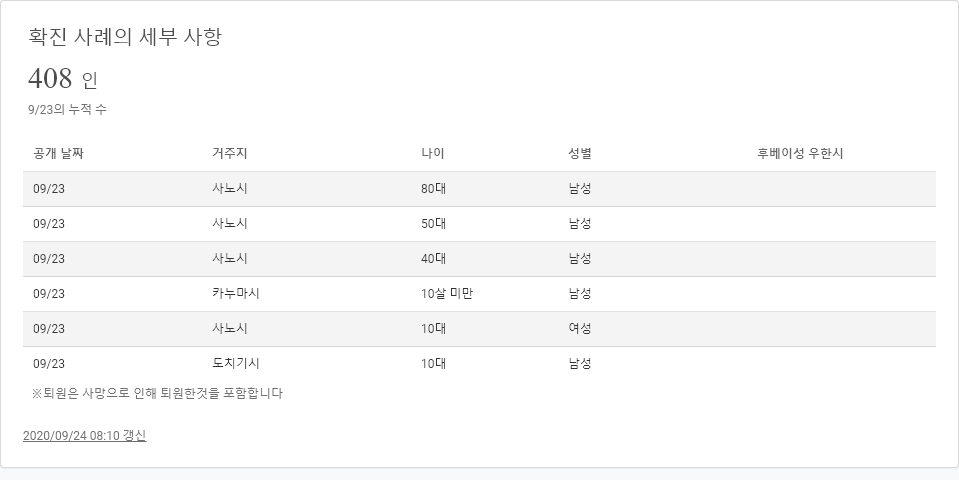 확진 사례의 세부 사항
408 인
9/23의 누적 수
공개 날짜 거주지 나이 성별 후베이성 우한시
09/23 사노시 80대 남성
09/23 사노시 50대 남성
09/23 사노시 40대 남성
09/23 카누마시 10살 미만 남성
09/23 사노시 10대 여성
09/23 도치기시 10대 남성
※퇴원은 사망으로 인해 퇴원한것을 포함합니다
2020/09/24 08:10 갱신